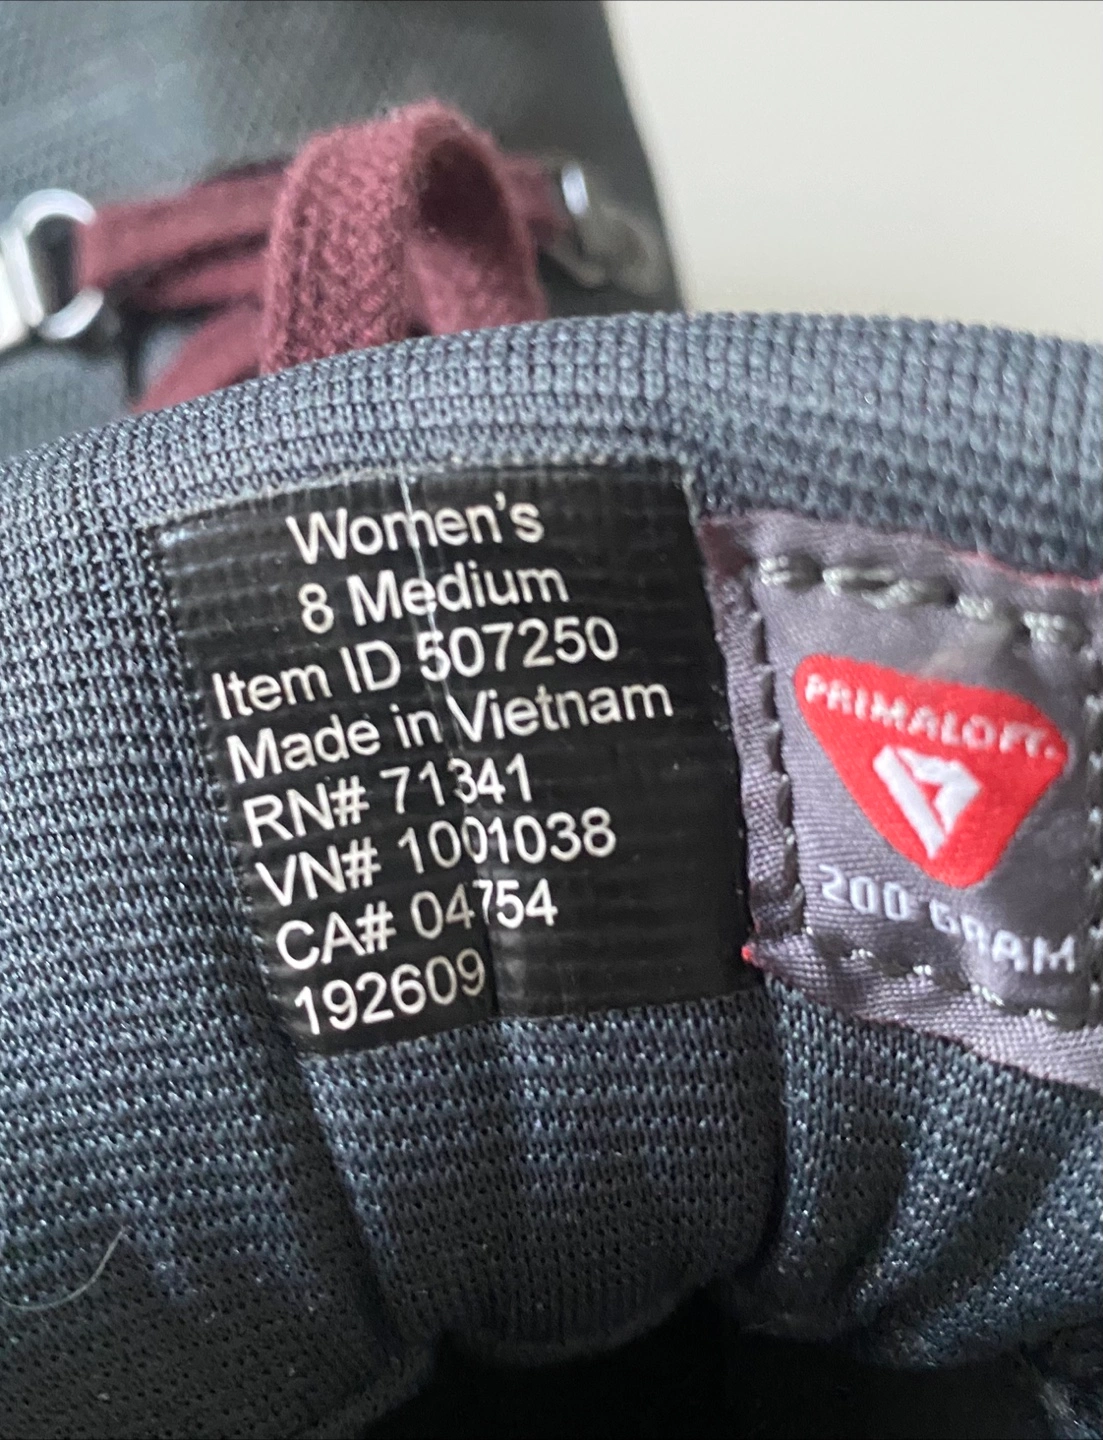 Women's
8 Medium
Item ID 507250
Made in Vietnam
RN# 71341
VN# 1001038
CA# 04754
192609
PRIMALOFT
200 GRAM